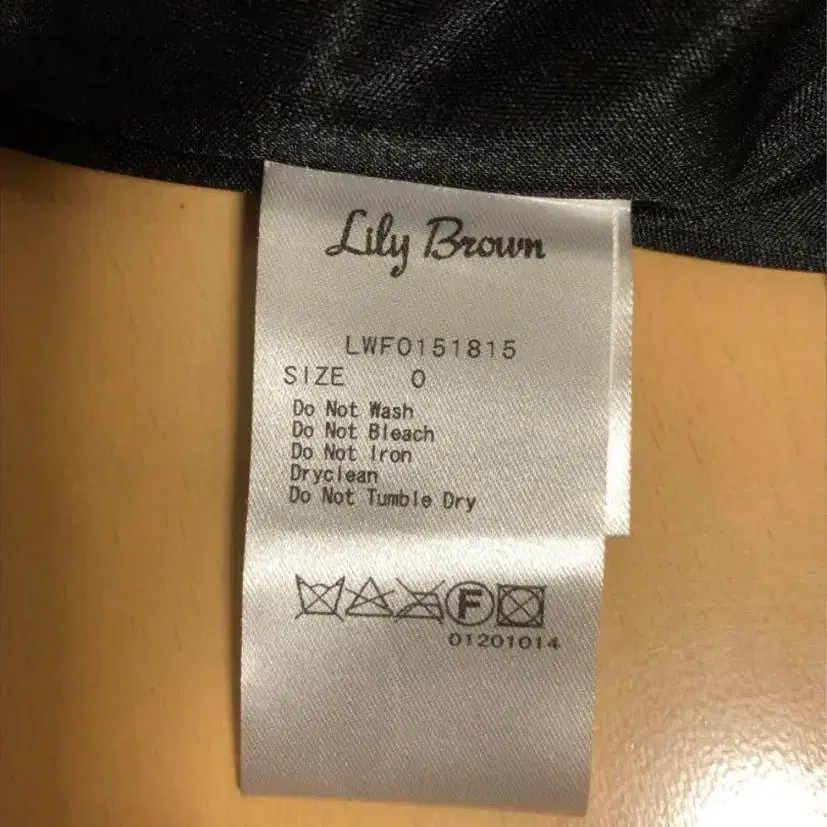 Lily Brown
LWFO151815
SIZE 0
Do Not Wash
Do Not Bleach
Do Not Iron
Dryclean
Do Not Tumble Dry
F
01201014